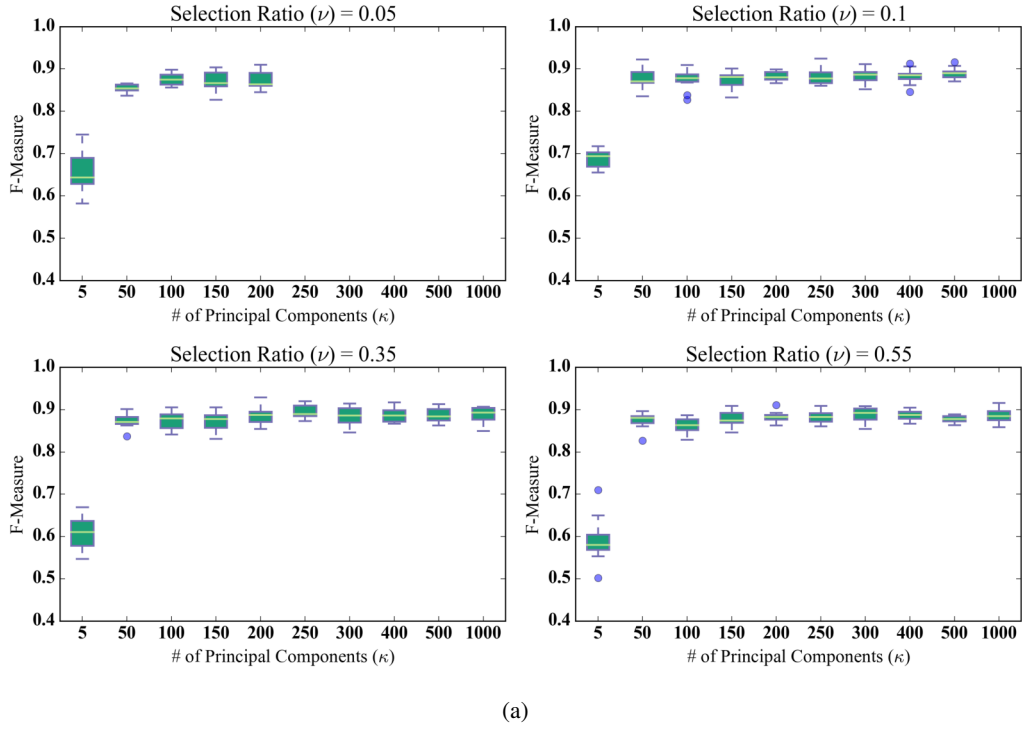 Selection Ratio (ν) = 0.05
1.0
0.9
0.8
0.7
0.6
0.5
0.4
F-Measure
5 50 100 150 200 250 300 400 500 1000
# of Principal Components (κ)
Selection Ratio (ν) = 0.1
1.0
0.9
0.8
0.7
0.6
0.5
0.4
F-Measure
5 50 100 150 200 250 300 400 500 1000
# of Principal Components (κ)
Selection Ratio (ν) = 0.35
1.0
0.9
0.8
0.7
0.6
0.5
0.4
F-Measure
5 50 100 150 200 250 300 400 500 1000
# of Principal Components (κ)
Selection Ratio (ν) = 0.55
1.0
0.9
0.8
0.7
0.6
0.5
0.4
F-Measure
5 50 100 150 200 250 300 400 500 1000
# of Principal Components (κ)
(a)